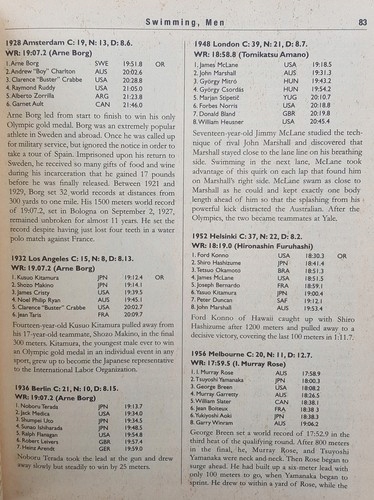 Swimming, Men
83
1928 Amsterdam C: 19, N: 13, D: 8.6.
WR: 19:07.2 (Arne Borg)
1. Arne Borg SWE 19:51.8 OR
2. Andrew "Boy" Charlton AUS 20:02.6
3. Clarence "Buster" Crabbe USA 20:28.8
4. Raymond Ruddy USA 21:05.0
5. Alberto Zorrilla ARG 21:23.8
6. Garnet Ault CAN 21:46.0
Arne Borg led from start to finish to win his only
Olympic gold medal. Borg was an extremely popular
athlete in Sweden and abroad. Once he was called up
for military service, but ignored the notice in order to
take a tour of Spain. Imprisoned upon his return to
Sweden, he received so many gifts of food and wine
during his incarceration that he gained 17 pounds
before he was finally released. Between 1921 and
1929, Borg set 32 world records at distances from
300 yards to one mile. His 1500 meters world record
of 19:07.2, set in Bologna on September 2, 1927,
remained unbroken for almost 11 years. He set the
record despite having just lost four teeth in a water
polo match against France.
1932 Los Angeles C: 15, N: 8, D: 8.13.
WR: 19:07.2 (Arne Borg)
1. Kusuo Kitamura JPN 19:12.4 OR
2. Shozo Makino JPN 19:14.1
3. James Cristy USA 19:39.5
4. Noel Philip Ryan AUS 19:45.1
5. Clarence "Buster" Crabbe USA 20:02.7
6. Jean Taris FRA 20:09.7
Fourteen-year-old Kusuo Kitamura pulled away from
his 17-year-old teammate, Shozo Makino, in the final
300 meters. Kitamura, the youngest male ever to win
an Olympic gold medal in an individual event in any
sport, grew up to become the Japanese representative
to the International Labor Organization.
1936 Berlin C: 21, N: 10, D: 8.15.
WR: 19:07.2 (Arne Borg)
1. Noboru Terada JPN 19:13.7
2. Jack Medica USA 19:34.0
3. Shumpei Uto JPN 19:34.5
4. Sunao Ishiharada JPN 19:48.5
5. Ralph Flanagan USA 19:54.8
6. Robert Leivers GBR 19:57.4
7. Heinz Arendt GER 19:59.0
Noboru Terada took the lead at the gun and drew
away slowly but steadily to win by 25 meters.
1948 London C: 39, N: 21, D: 8.7.
WR: 18:58.8 (Tomikatsu Amano)
1. James McLane USA 19:18.5
2. John Marshall AUS 19:31.3
3. György Mitró HUN 19:43.2
4. György Csordás HUN 19:54.2
5. Marjan Stipetič YUG 20:10.7
6. Forbes Norris USA 20:18.8
7. Donald Bland GBR 20:19.8
8. William Heusner USA 20:45.4
Seventeen-year-old Jimmy McLane studied the tech-
nique of rival John Marshall and discovered that
Marshall stayed close to the lane line on his breathing
side. Swimming in the next lane, McLane took
advantage of this quirk on each lap that found him
on Marshall's right side. McLane swam as close to
Marshall as he could and kept exactly one body
length ahead of him so that the splashing from his
powerful kick distracted the Australian. After the
Olympics, the two became teammates at Yale.
1952 Helsinki C: 37, N: 22, D: 8.2.
WR: 18:19.0 (Hironashin Furuhashi)
1. Ford Konno USA 18:30.3 OR
2. Shiro Hashizume JPN 18:41.4
3. Tetsuo Okamoto BRA 18:51.3
4. James McLane USA 18:51.5
5. Joseph Bernardo FRA 18:59.1
6. Yasuo Kitamura JPN 19:00.4
7. Peter Duncan SAF 19:12.1
8. John Marshall AUS 19:53.4
Ford Konno of Hawaii caught up with Shiro
Hashizume after 1200 meters and pulled away to a
decisive victory, covering the last 100 meters in 1:11.7.
1956 Melbourne C: 20, N: 11, D: 12.7.
WR: 17:59.5 (I. Murray Rose)
1. I. Murray Rose AUS 17:58.9
2. Tsuyoshi Yamanaka JPN 18:00.3
3. George Breen USA 18:08.2
4. Murray Garretty AUS 18:26.5
5. William Slater CAN 18:38.1
6. Jean Boiteux FRA 18:38.3
6. Yukiyoshi Aoki JPN 18:38.3
8. Garry Winram AUS 19:06.2
George Breen set a world record of 17:52.9 in the
third heat of the qualifying round. After 800 meters
in the final, he, Murray Rose, and Tsuyoshi
Yamanaka were neck-and-neck. Then Rose began to
surge ahead. He had built up a six-meter lead with
only 100 meters to go, when Yamanaka began to
sprint. He drew to within a yard of Rose, while the